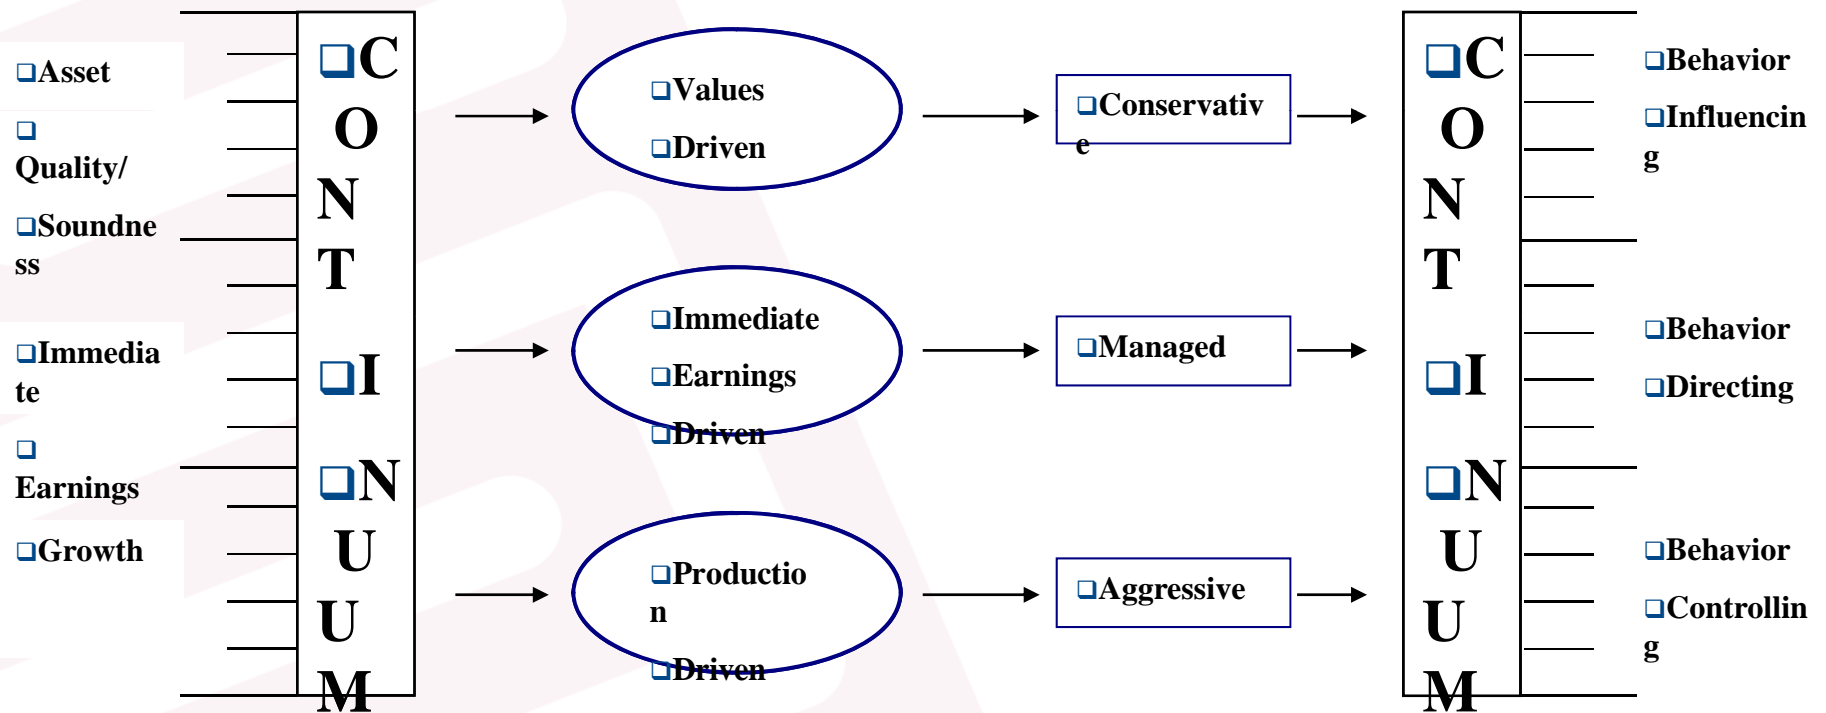 ❑Asset
❑
Quality/
❑Soundne
ss
❑Immedia
te
❑
Earnings
❑Growth
❑C
O
N
T
❑I
❑N
U
U
M
❑Values
❑Driven
❑Immediate
❑Earnings
❑Driven
❑Productio
n
❑Driven
❑Conservativ
e
❑Managed
❑Aggressive
❑C
O
N
T
❑I
❑N
U
U
M
❑Behavior
❑Influencin
g
❑Behavior
❑Directing
❑Behavior
❑Controllin
g